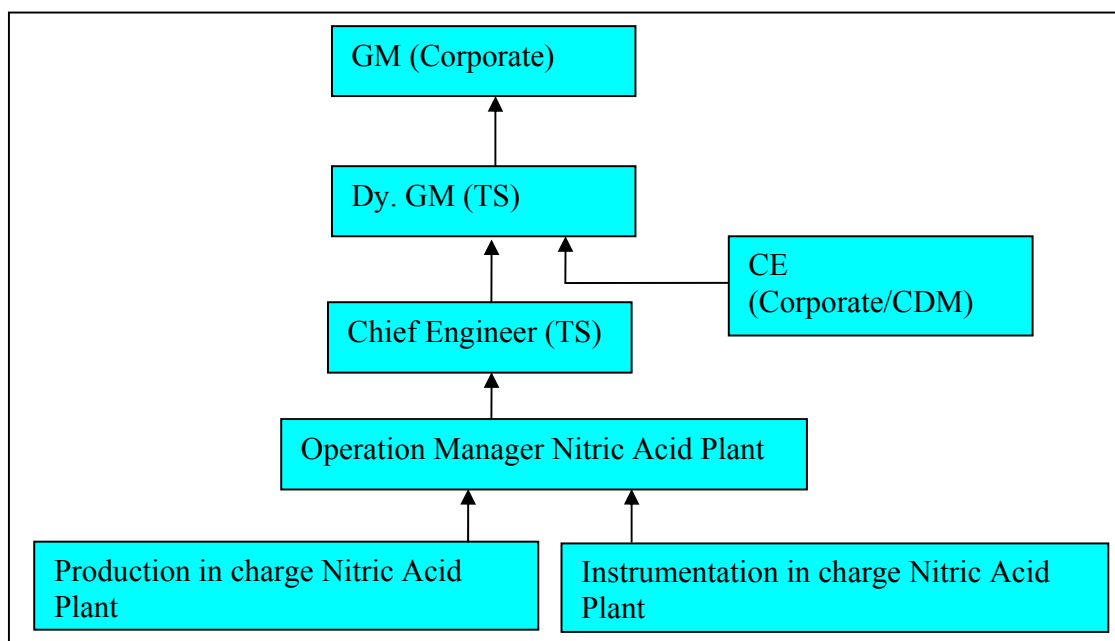 GM (Corporate)
Dy. GM (TS)
CE
(Corporate/CDM)
Chief Engineer (TS)
Operation Manager Nitric Acid Plant
Production in charge Nitric Acid
Plant
Instrumentation in charge Nitric Acid
Plant